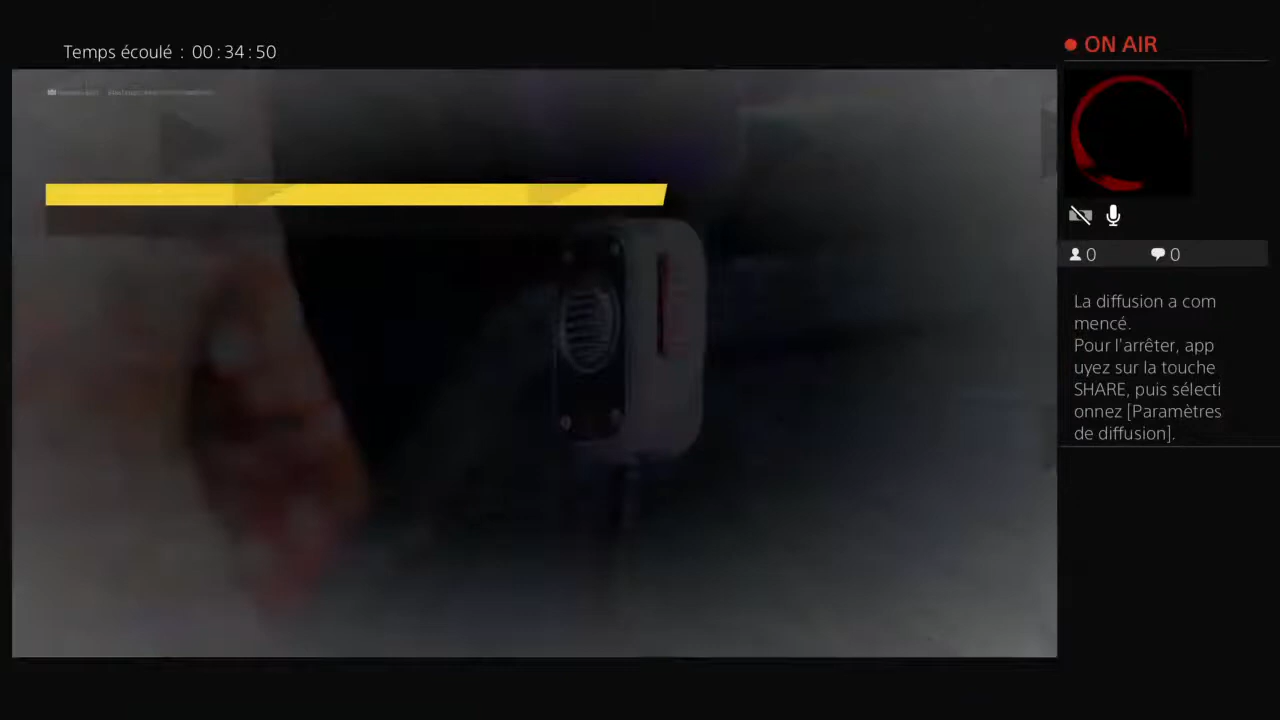 Temps écoulé : 00:34:50
ON AIR
0 0
La diffusion a com
mencé.
Pour l'arrêter, app
uyez sur la touche
SHARE, puis sélecti
onnez [Paramètres
de diffusion].